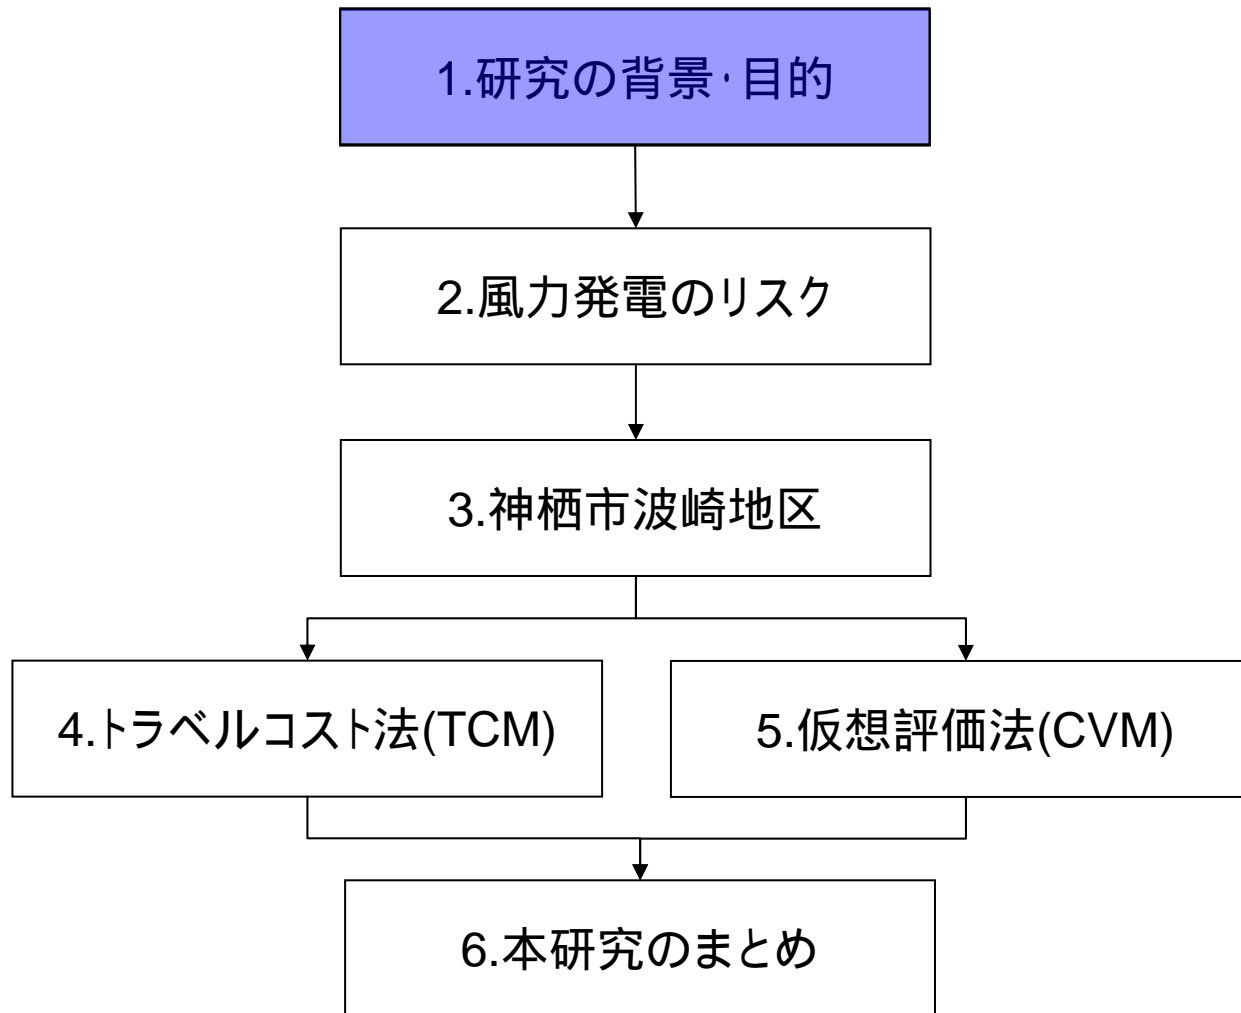 1.研究の背景･目的
2.風力発電のリスク
3.神栖市波崎地区
4.トラベルコスト法(TCM)
5.仮想評価法(CVM)
6.本研究のまとめ